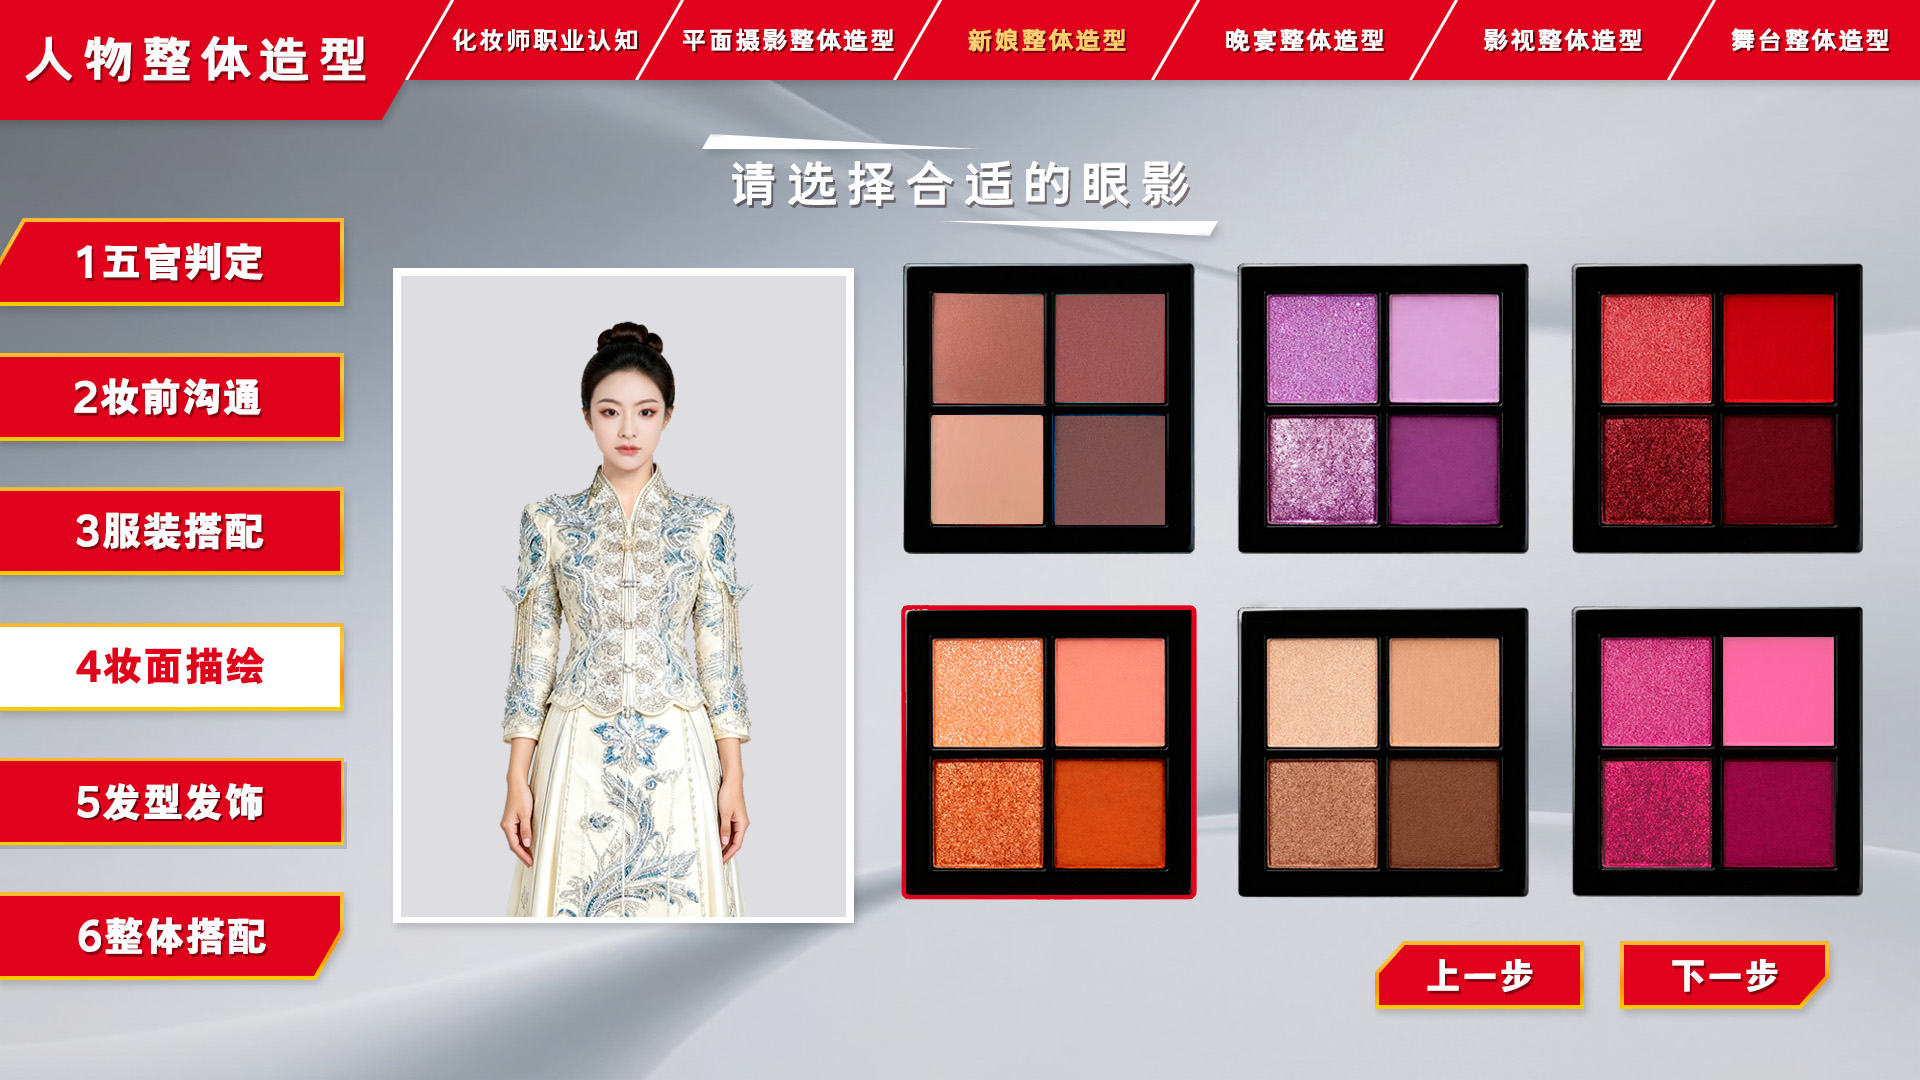 人物整体造型
化妆师职业认知
平面摄影整体造型
新娘整体造型
晚宴整体造型
影视整体造型
舞台整体造型
请选择合适的眼影
1五官判定
2妆前沟通
3服装搭配
4妆面描绘
5发型发饰
6整体搭配
上一步
下一步